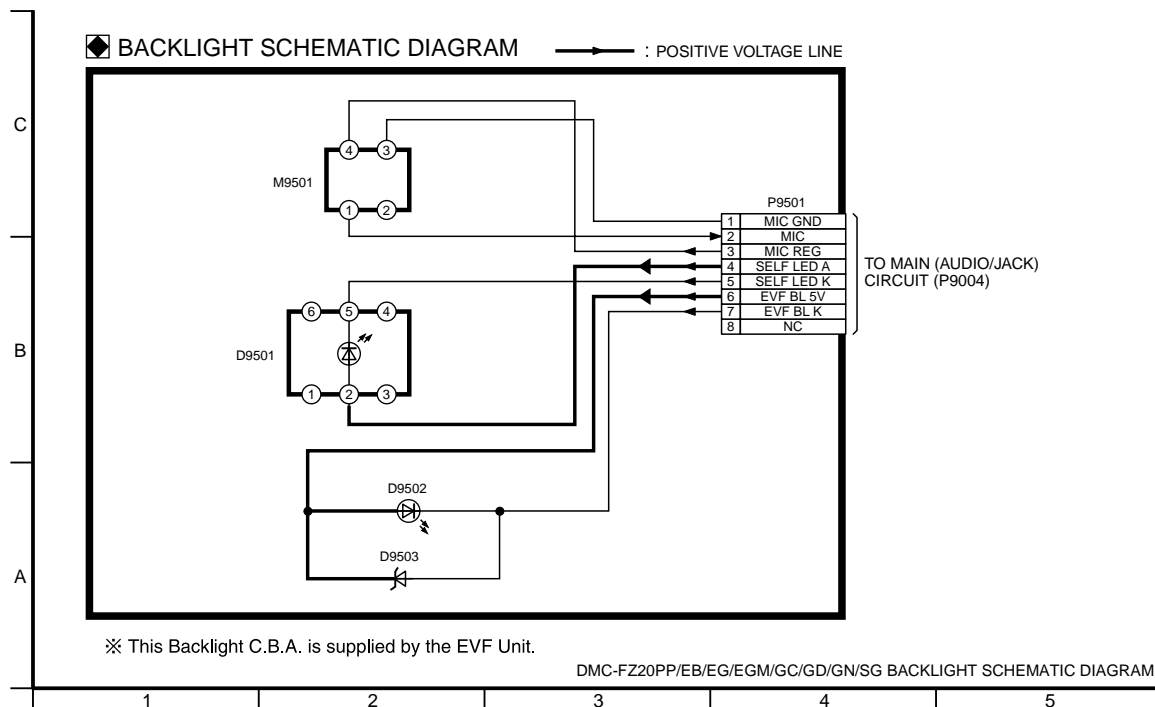 BACKLIGHT SCHEMATIC DIAGRAM : POSITIVE VOLTAGE LINE
C
4 3
M9501
1 2
P9501
1 MIC GND
2 MIC
3 MIC REG
4 SELF LED A
5 SELF LED K
6 EVF BL 5V
7 EVF BL K
8 NC
TO MAIN (AUDIO/JACK)
CIRCUIT (P9004)
B
6 5 4
D9501
1 2 3
D9502
D9503
A
※ This Backlight C.B.A. is supplied by the EVF Unit.
DMC-FZ20PP/EB/EG/EGM/GC/GD/GN/SG BACKLIGHT SCHEMATIC DIAGRAM
1 2 3 4 5